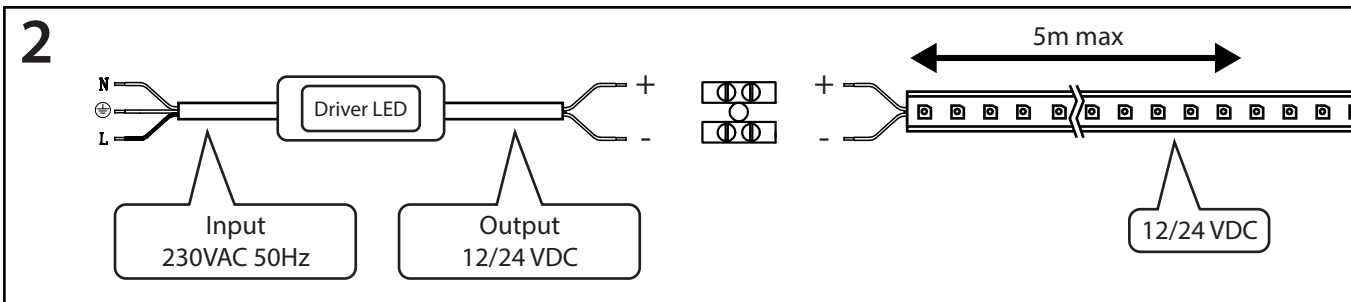 2
5m max
N
L
Driver LED
+
-
+
-
Input
230VAC 50Hz
Output
12/24 VDC
12/24 VDC